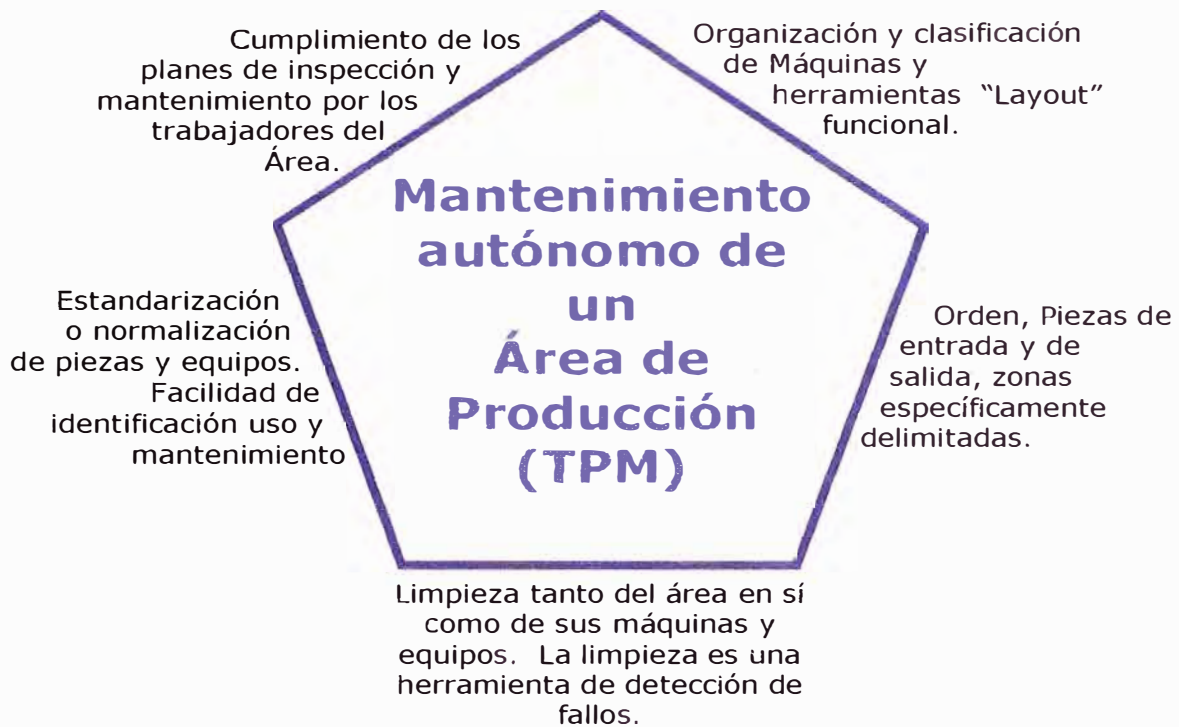 Cumplimiento de los
planes de inspección y
mantenimiento por los
trabajadores del
Área.
Organización y clasificación
de Máquinas y
herramientas "Layout"
funcional.
Mantenimiento
autónomo de
un
Área de
Producción
(TPM)
Estandarización
o normalización
de piezas y equipos.
Facilidad de
identificación uso y
mantenimiento
Orden, Piezas de
entrada y de
salida, zonas
específicamente
delimitadas.
Limpieza tanto del área en sí
como de sus máquinas y
equipos. La limpieza es una
herramienta de detección de
fallos.